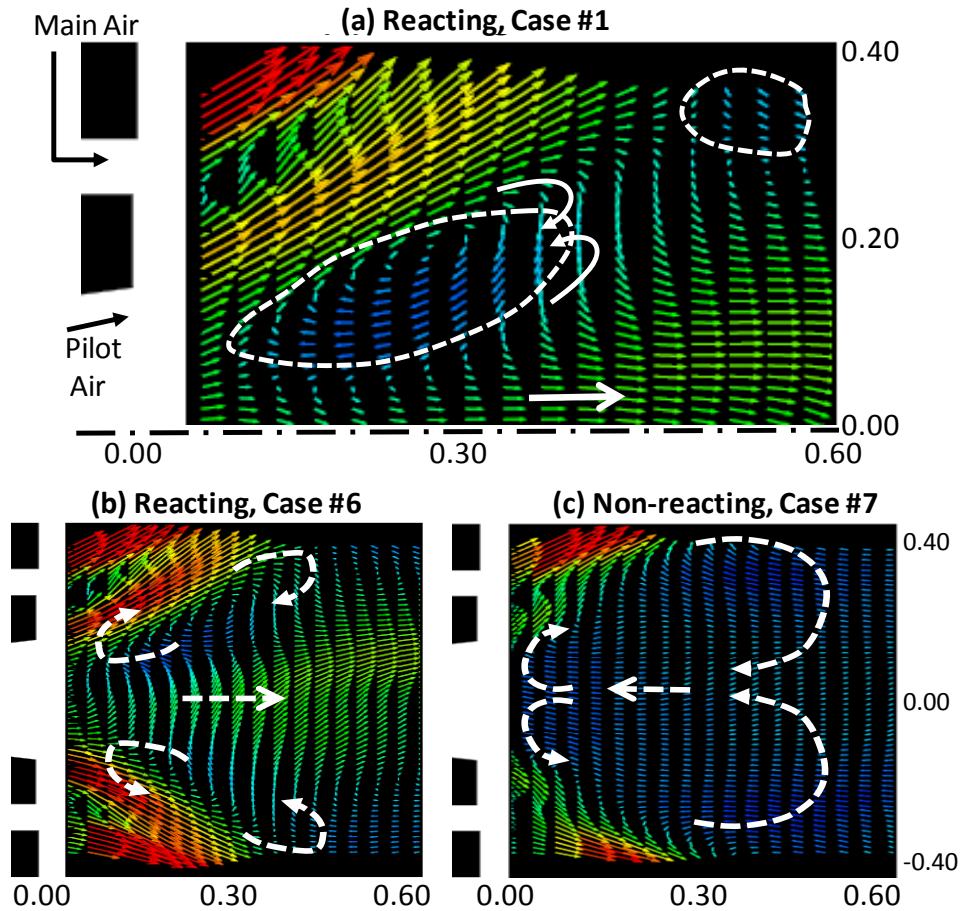 (a) Reacting, Case #1
Main Air
0.40
0.20
Pilot
Air
0.00
0.00
0.30
0.60
(b) Reacting, Case #6
(c) Non-reacting, Case #7
0.40
0.00
-0.40
0.00
0.30
0.60
0.00
0.30
0.60